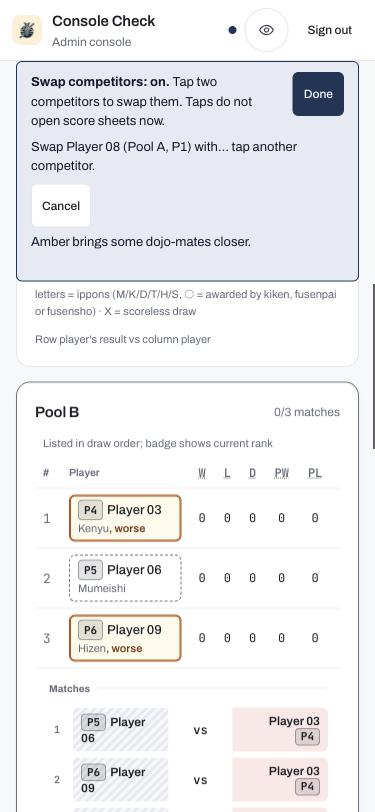 Console Check
Admin console
Sign out
Swap competitors: on. Tap two
competitors to swap them. Taps do not
open score sheets now.
Done
Swap Player 08 (Pool A, P1) with... tap another
competitor.
Cancel
Amber brings some dojo-mates closer.
letters = ippons (M/K/D/T/H/S, ◯ = awarded by kiken, fusenpai
or fusensho) · X = scoreless draw
Row player's result vs column player
Pool B
0/3 matches
Listed in draw order; badge shows current rank
# Player W L D PW PL
1 P4 Player 03 0 0 0 0 0
Kenyu, worse
2 P5 Player 06 0 0 0 0 0
Mumeishi
3 P6 Player 09 0 0 0 0 0
Hizen, worse
Matches
1 P5 Player 06 vs Player 03 P4
2 P6 Player 09 vs Player 03 P4